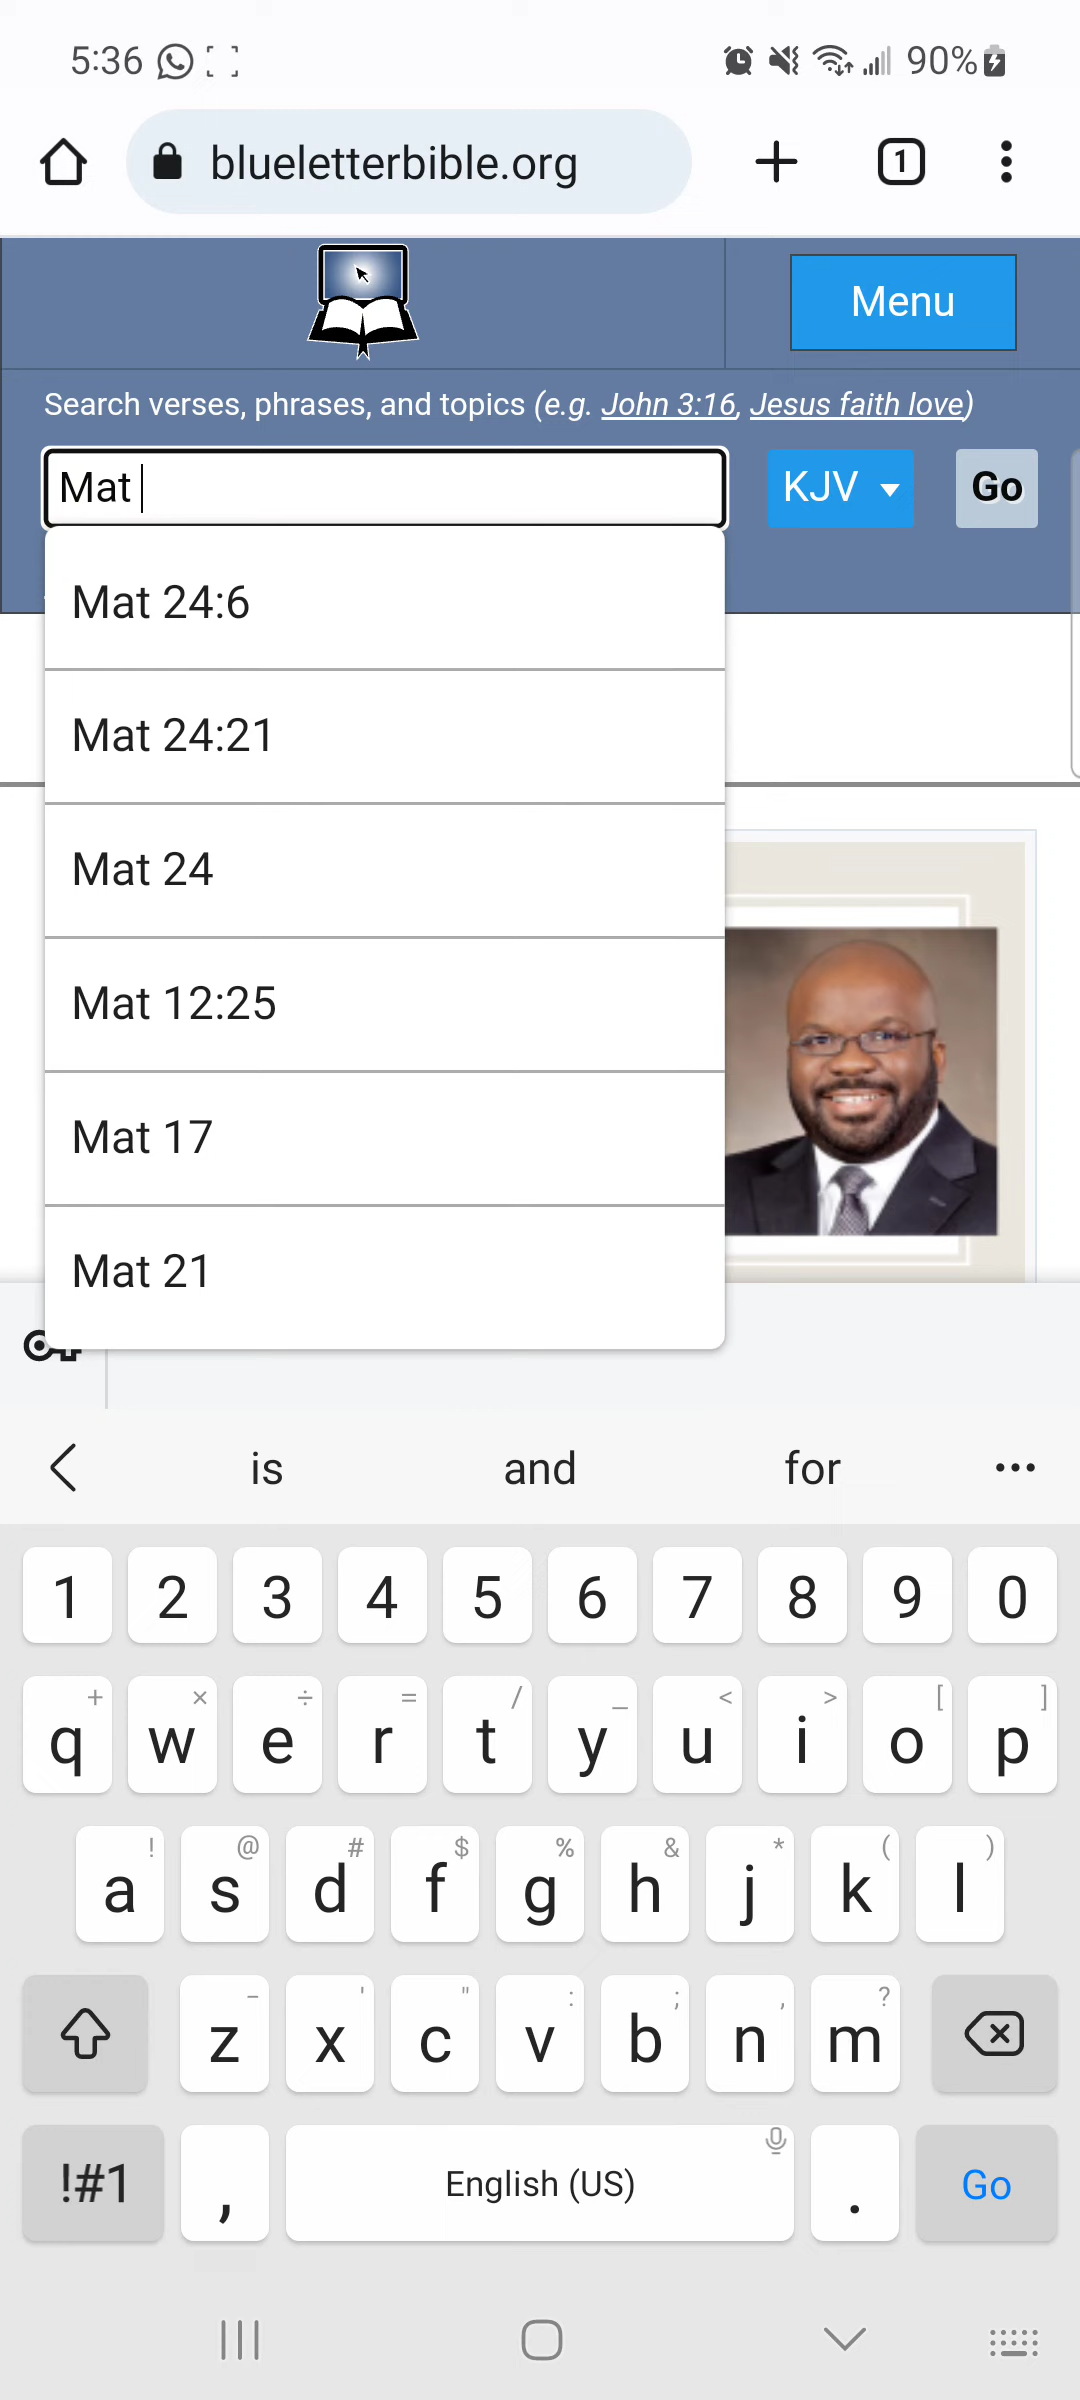 5:36 90%
blueletterbible.org 1
Menu
Search verses, phrases, and topics (e.g. John 3:16, Jesus faith love)
Mat KJV Go
Mat 24:6
Mat 24:21
Mat 24
Mat 12:25
Mat 17
Mat 21
is and for ...
1 2 3 4 5 6 7 8 9 0
+ × ÷ = / _ < > [ ]
q w e r t y u i o p
! @ # $ % & * ( )
a s d f g h j k l
- ' " : ; , ?
z x c v b n m
!#1 , English (US) . Go